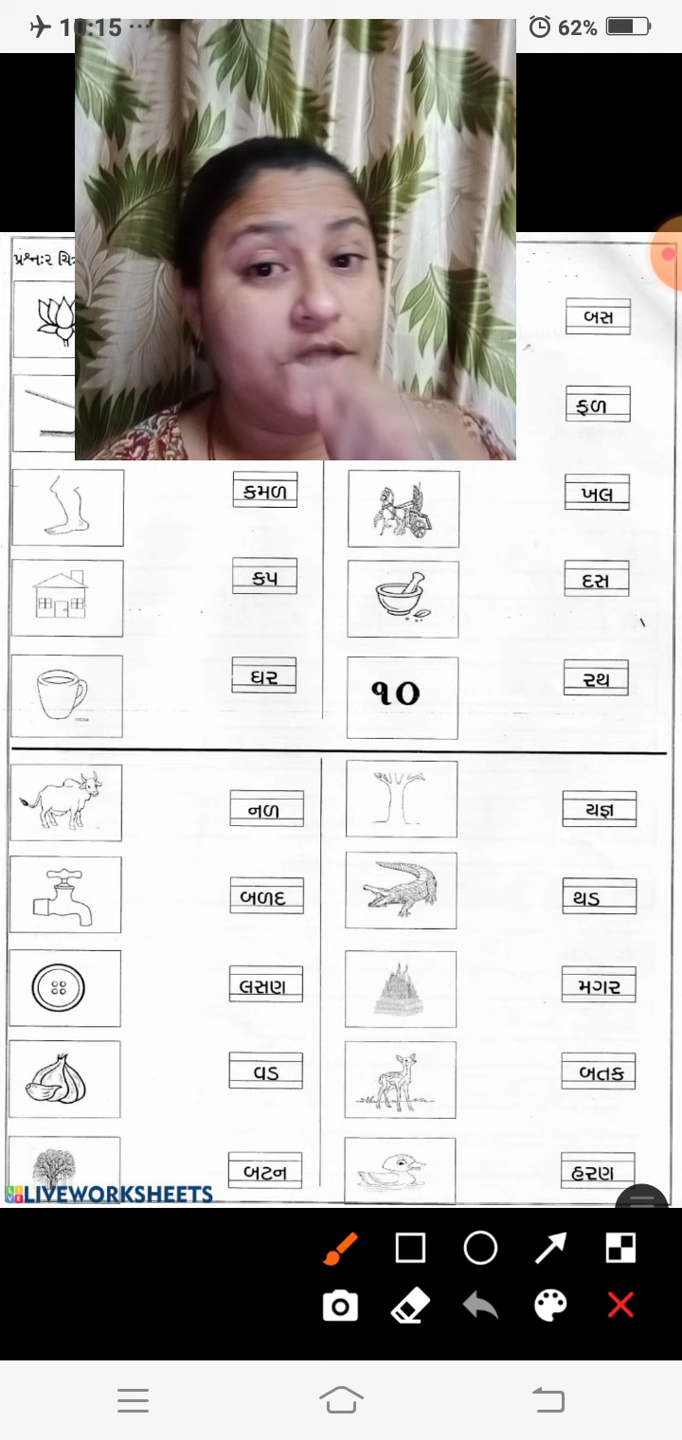 10:15 ...
62%
પ્રશ્ન:૨
બસ
ફળ
કમળ
ખલ
કપ
દસ
ઘર
૧૦
રથ
નળ
યજ્ઞ
બળદ
થડ
લસણ
મગર
વડ
બતક
બટન
હરણ
LIVEWORKSHEETS